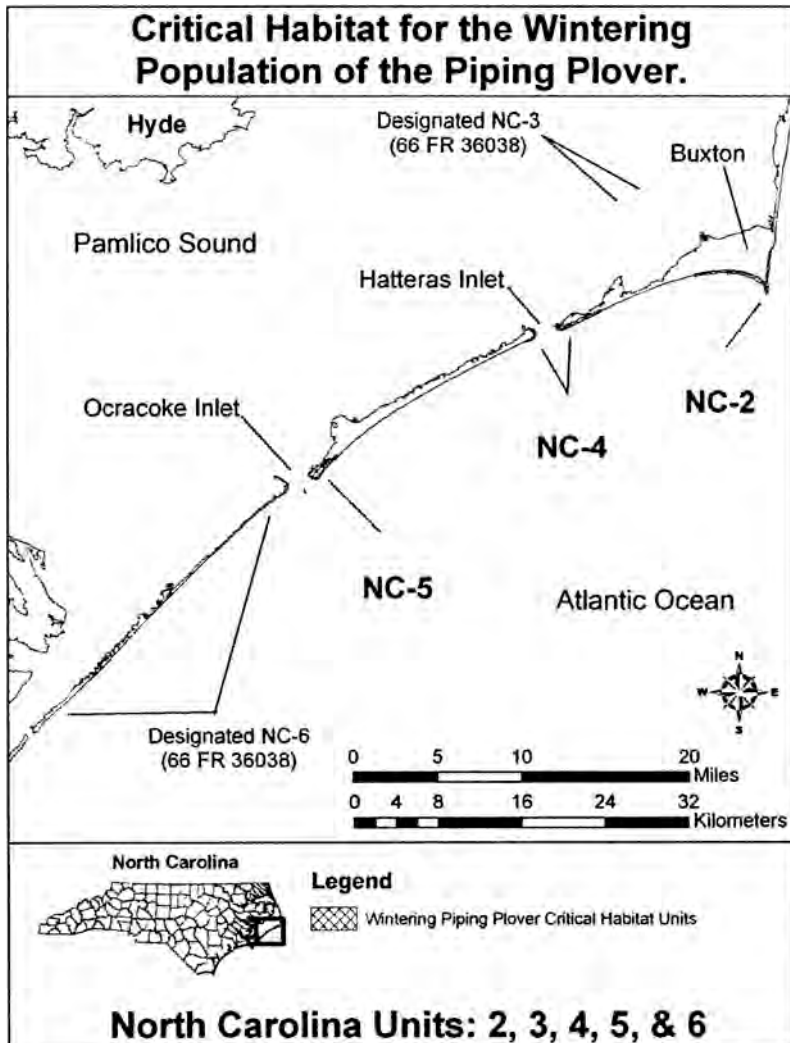 Critical Habitat for the Wintering
Population of the Piping Plover.
Hyde
Designated NC-3
(66 FR 36038)
Buxton
Pamlico Sound
Hatteras Inlet
NC-2
Ocracoke Inlet
NC-4
NC-5
Atlantic Ocean
N
W E
S
Designated NC-6
(66 FR 36038)
0 5 10 20
Miles
0 4 8 16 24 32
Kilometers
North Carolina
Legend
Wintering Piping Plover Critical Habitat Units
North Carolina Units: 2, 3, 4, 5, & 6